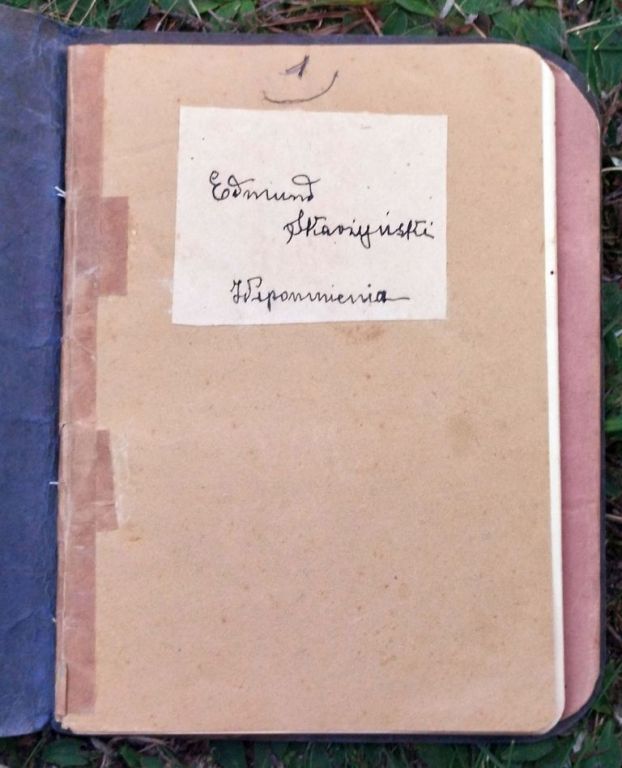 1
Edmund
Skarżyński
Wspomnienia